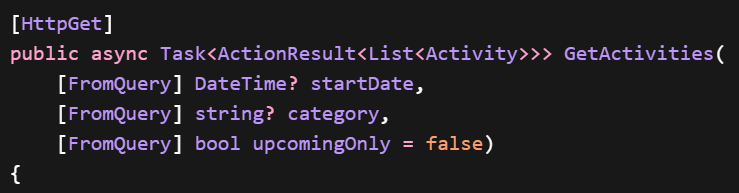 [HttpGet]
public async Task<ActionResult<List<Activity>>> GetActivities(
    [FromQuery] DateTime? startDate,
    [FromQuery] string? category,
    [FromQuery] bool upcomingOnly = false)
{